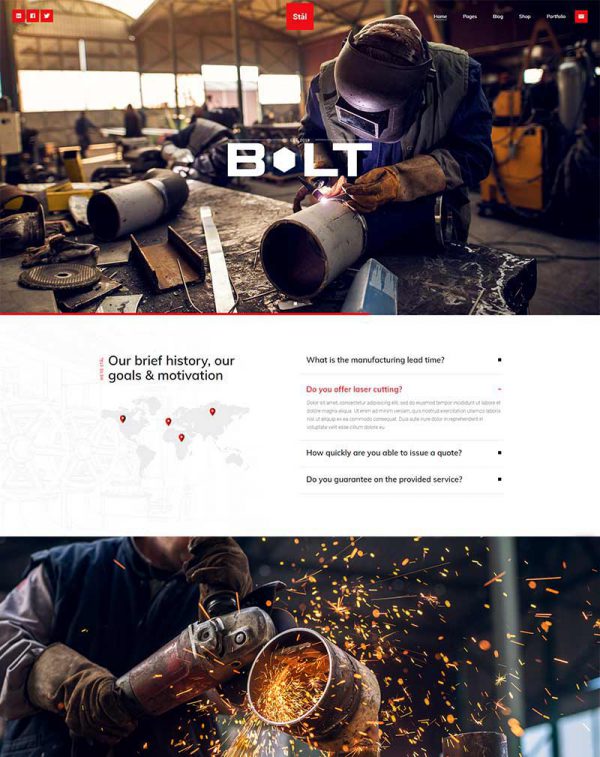 Stål
Home
Pages
Blog
Shop
Portfolio
BOLT
Our brief history, our
goals & motivation
What is the manufacturing lead time?
Do you offer laser cutting?
Dolor sit amet, consectetur adipisicing elit, sed do eiusmod tempor incididunt ut labore et
dolore magna aliqua. Ut enim ad minim veniam, quis nostrud exercitation ullamco laboris
nisi ut aliquip ex ea commodo consequat. Duis aute irure dolor in reprehenderit in
voluptate velit esse cillum dolore eu
How quickly are you able to issue a quote?
Do you guarantee on the provided service?